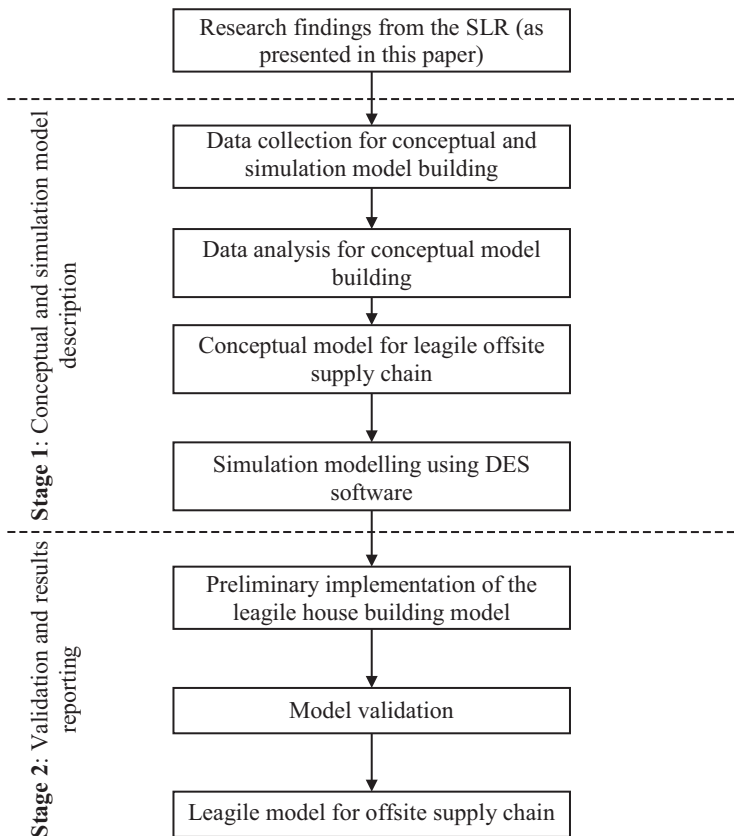 Research findings from the SLR (as
presented in this paper)
Stage 1: Conceptual and simulation model
description
Data collection for conceptual and
simulation model building
Data analysis for conceptual model
building
Conceptual model for leagile offsite
supply chain
Simulation modelling using DES
software
Stage 2: Validation and results
reporting
Preliminary implementation of the
leagile house building model
Model validation
Leagile model for offsite supply chain